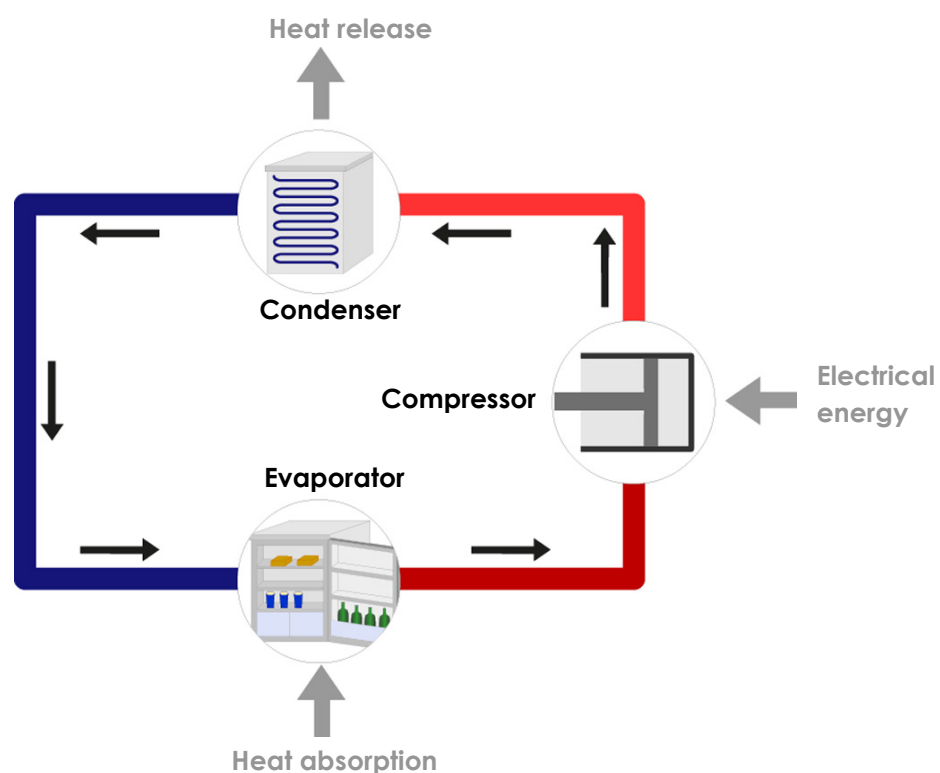 Heat release
Condenser
Compressor
Electrical
energy
Evaporator
Heat absorption